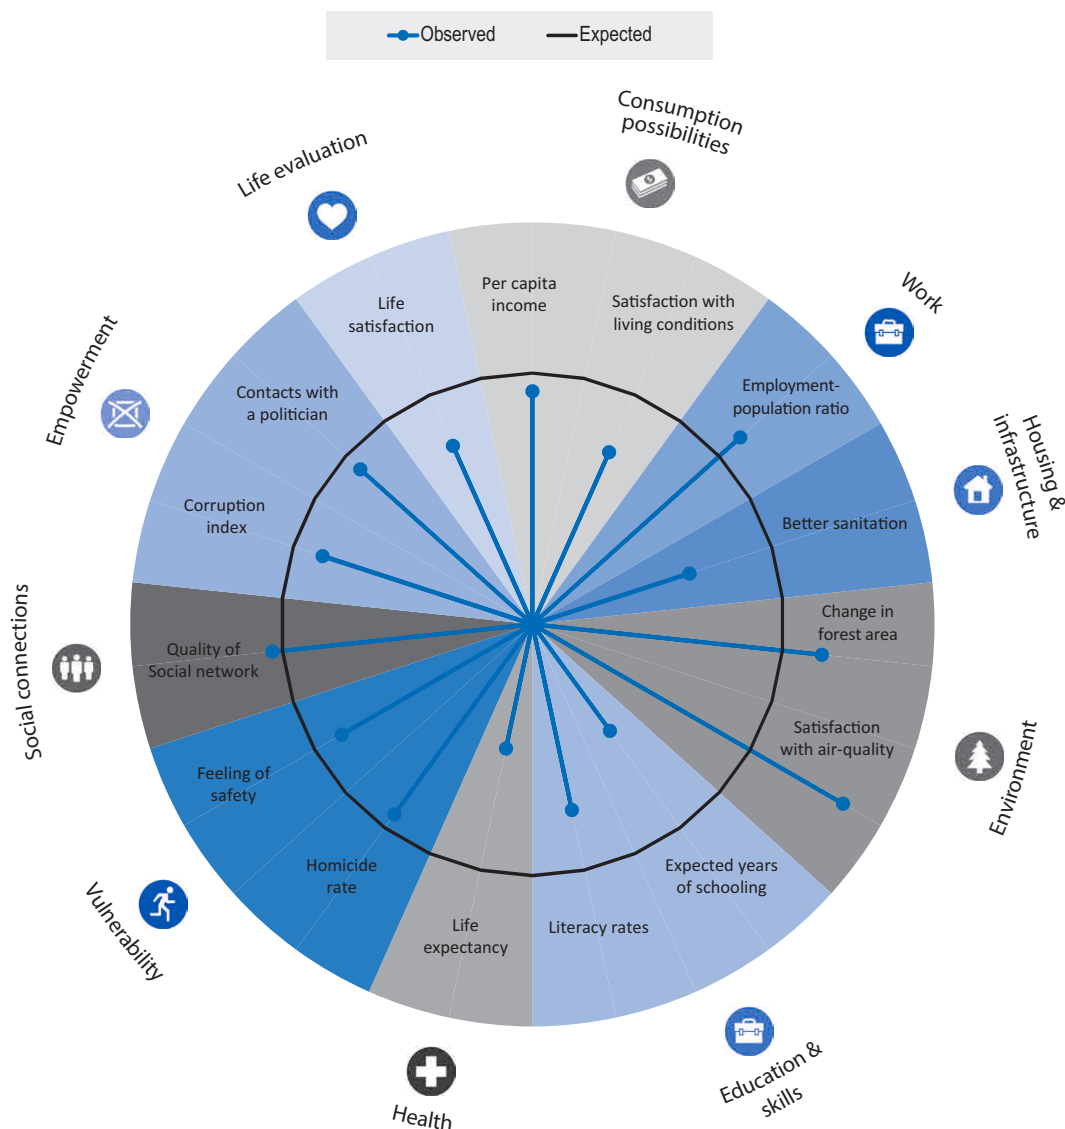 Observed
Expected
Consumption
possibilities
Life evaluation
Work
Empowerment
Housing &
infrastructure
Social connections
Environment
Vulnerability
Education &
skills
Health
Per capita
income
Satisfaction with
living conditions
Life
satisfaction
Employment-
population ratio
Contacts with
a politician
Better sanitation
Corruption
index
Change in
forest area
Quality of
Social network
Satisfaction
with air-quality
Feeling of
safety
Homicide
rate
Expected years
of schooling
Life
expectancy
Literacy rates